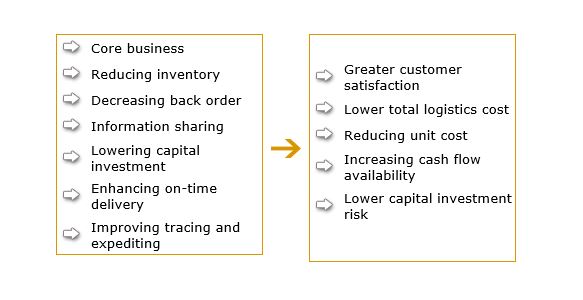 Core business
Reducing inventory
Decreasing back order
Information sharing
Lowering capital
investment
Enhancing on-time
delivery
Improving tracing and
expediting
Greater customer
satisfaction
Lower total logistics cost
Reducing unit cost
Increasing cash flow
availability
Lower capital investment
risk